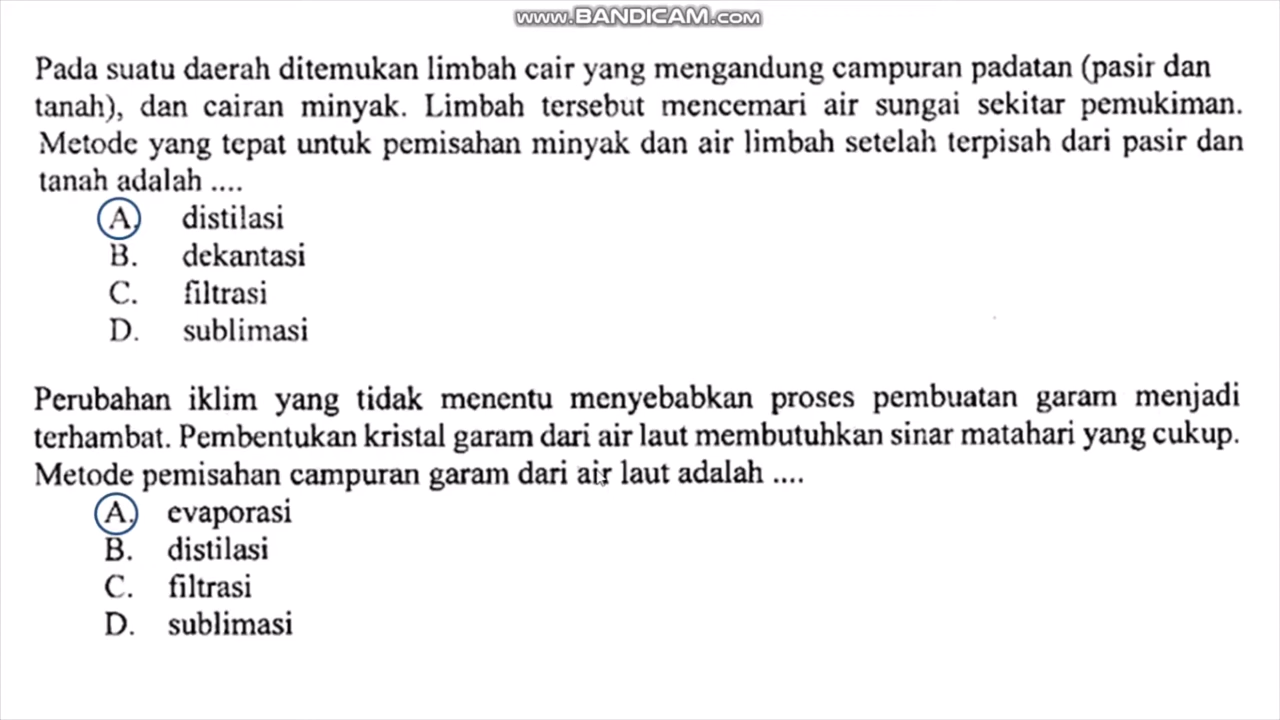 www.BANDICAM.com
Pada suatu daerah ditemukan limbah cair yang mengandung campuran padatan (pasir dan
tanah), dan cairan minyak. Limbah tersebut mencemari air sungai sekitar pemukiman.
Metode yang tepat untuk pemisahan minyak dan air limbah setelah terpisah dari pasir dan
tanah adalah ....
A. distilasi
B. dekantasi
C. filtrasi
D. sublimasi
Perubahan iklim yang tidak menentu menyebabkan proses pembuatan garam menjadi
terhambat. Pembentukan kristal garam dari air laut membutuhkan sinar matahari yang cukup.
Metode pemisahan campuran garam dari air laut adalah ....
A. evaporasi
B. distilasi
C. filtrasi
D. sublimasi